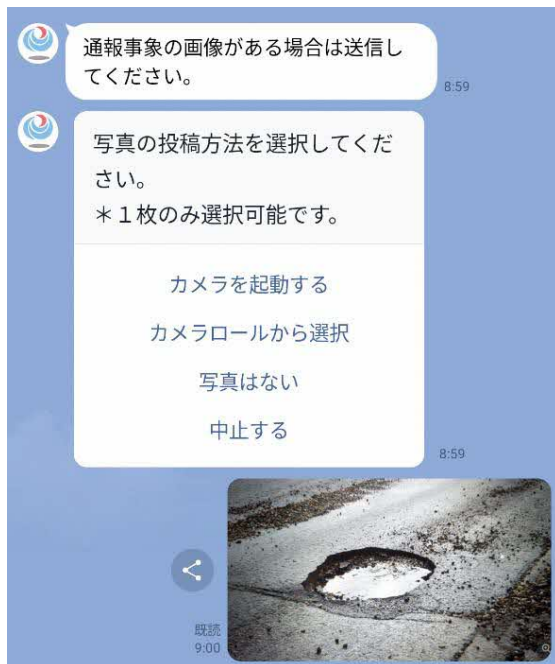 通報事象の画像がある場合は送信し
てください。
8:59
写真の投稿方法を選択してくだ
さい。
＊１枚のみ選択可能です。
カメラを起動する
カメラロールから選択
写真はない
中止する
8:59
既読
9:00